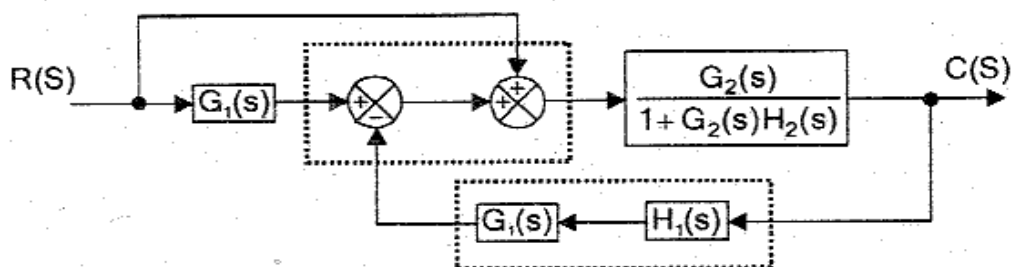 R(S)
G₁(s)
+
−
+
+
G₂(s)
1+G₂(s)H₂(s)
C(S)
G₁(s)
H₁(s)